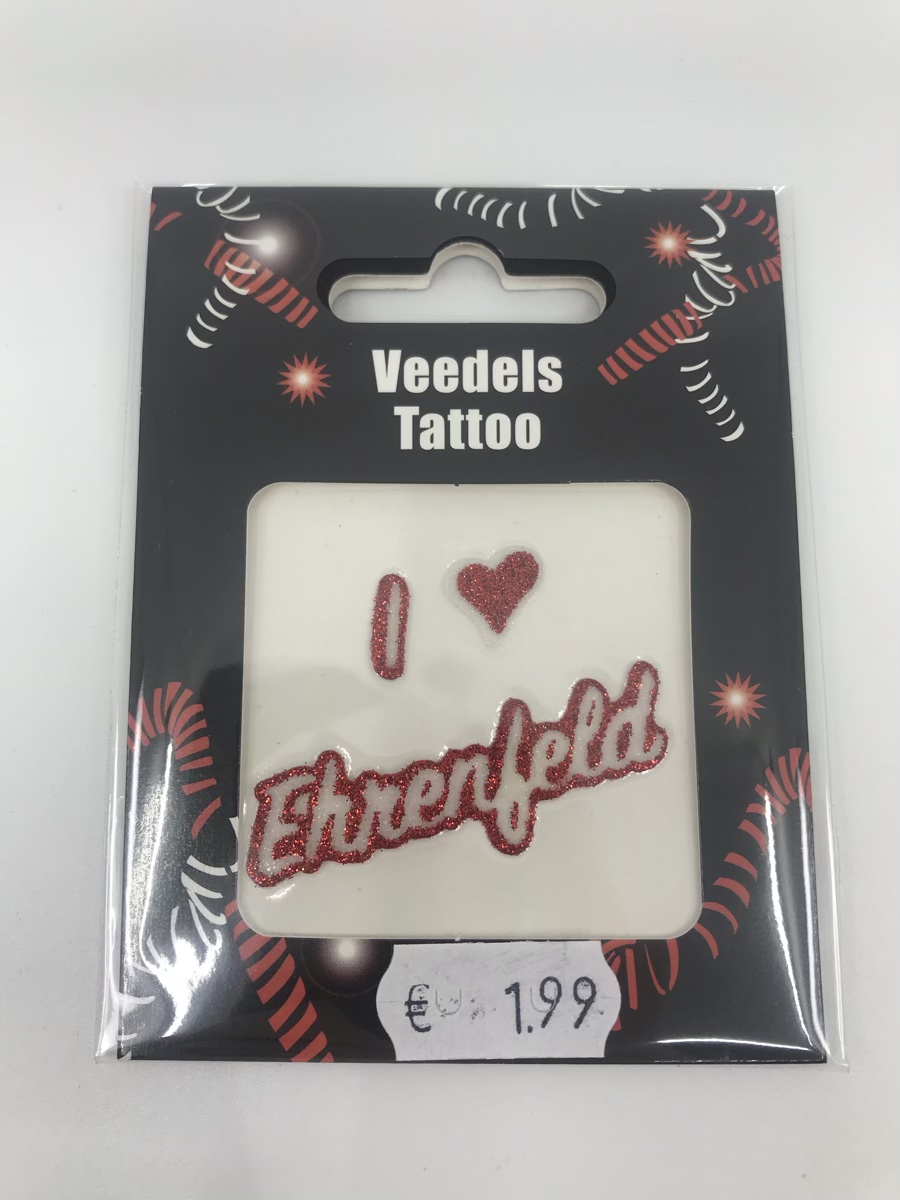 Veedels
Tattoo
I ♥
Ehrenfeld
€ 1.99